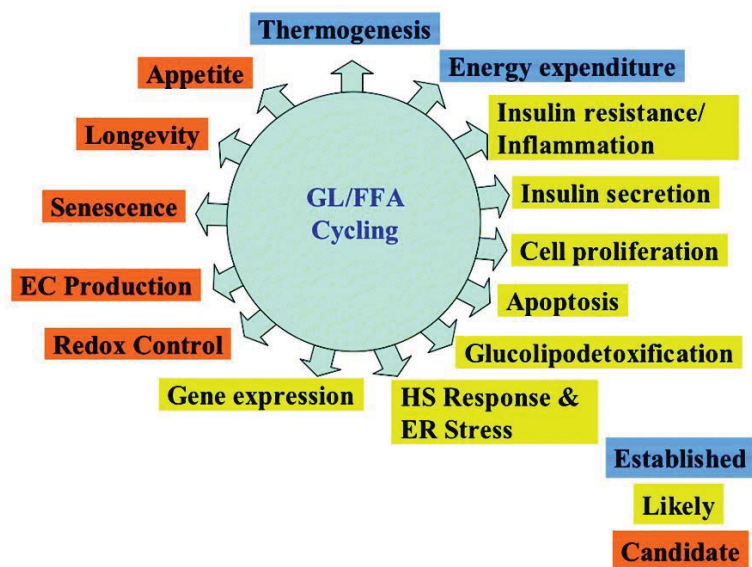 Thermogenesis
Energy expenditure
Appetite
Insulin resistance/
Inflammation
Longevity
Insulin secretion
Senescence
GL/FFA
Cycling
Cell proliferation
EC Production
Apoptosis
Redox Control
Glucolipodetoxification
Gene expression
HS Response &
ER Stress
Established
Likely
Candidate